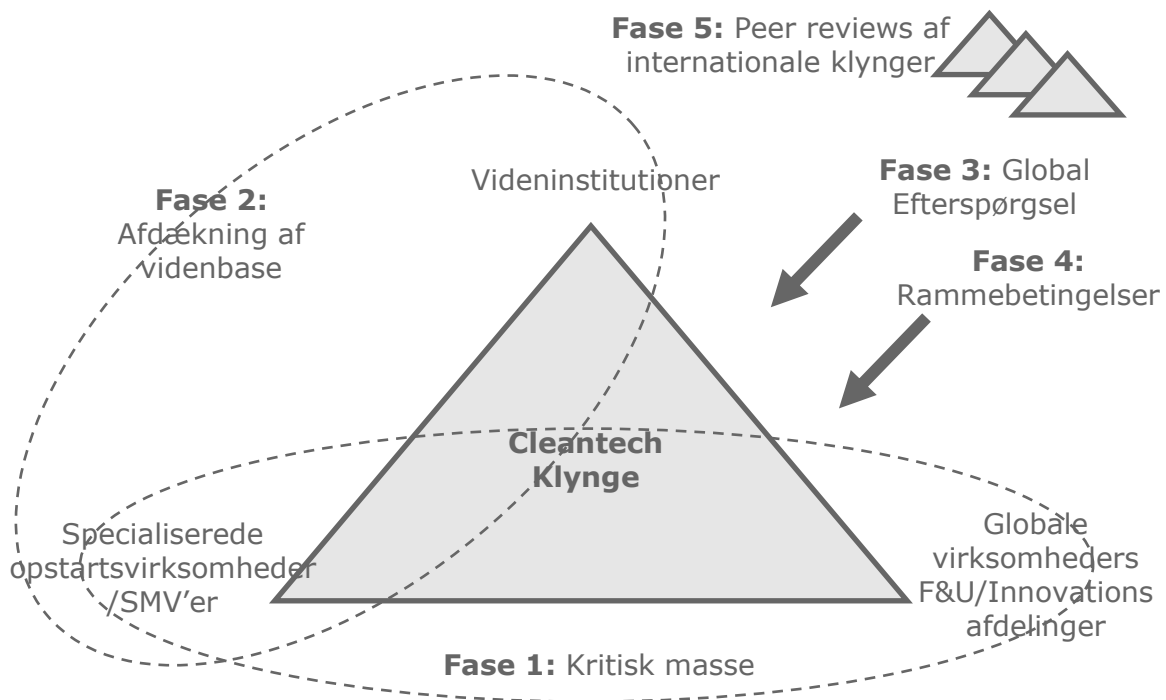 Fase 5: Peer reviews af
internationale klynger
Videninstitutioner
Fase 3: Global
Efterspørgsel
Fase 2:
Afdækning af
videnbase
Fase 4:
Rammebetingelser
Cleantech
Klynge
Specialiserede
opstartsvirksomheder
/SMV’er
Globale
virksomheders
F&U/Innovations
afdelinger
Fase 1: Kritisk masse